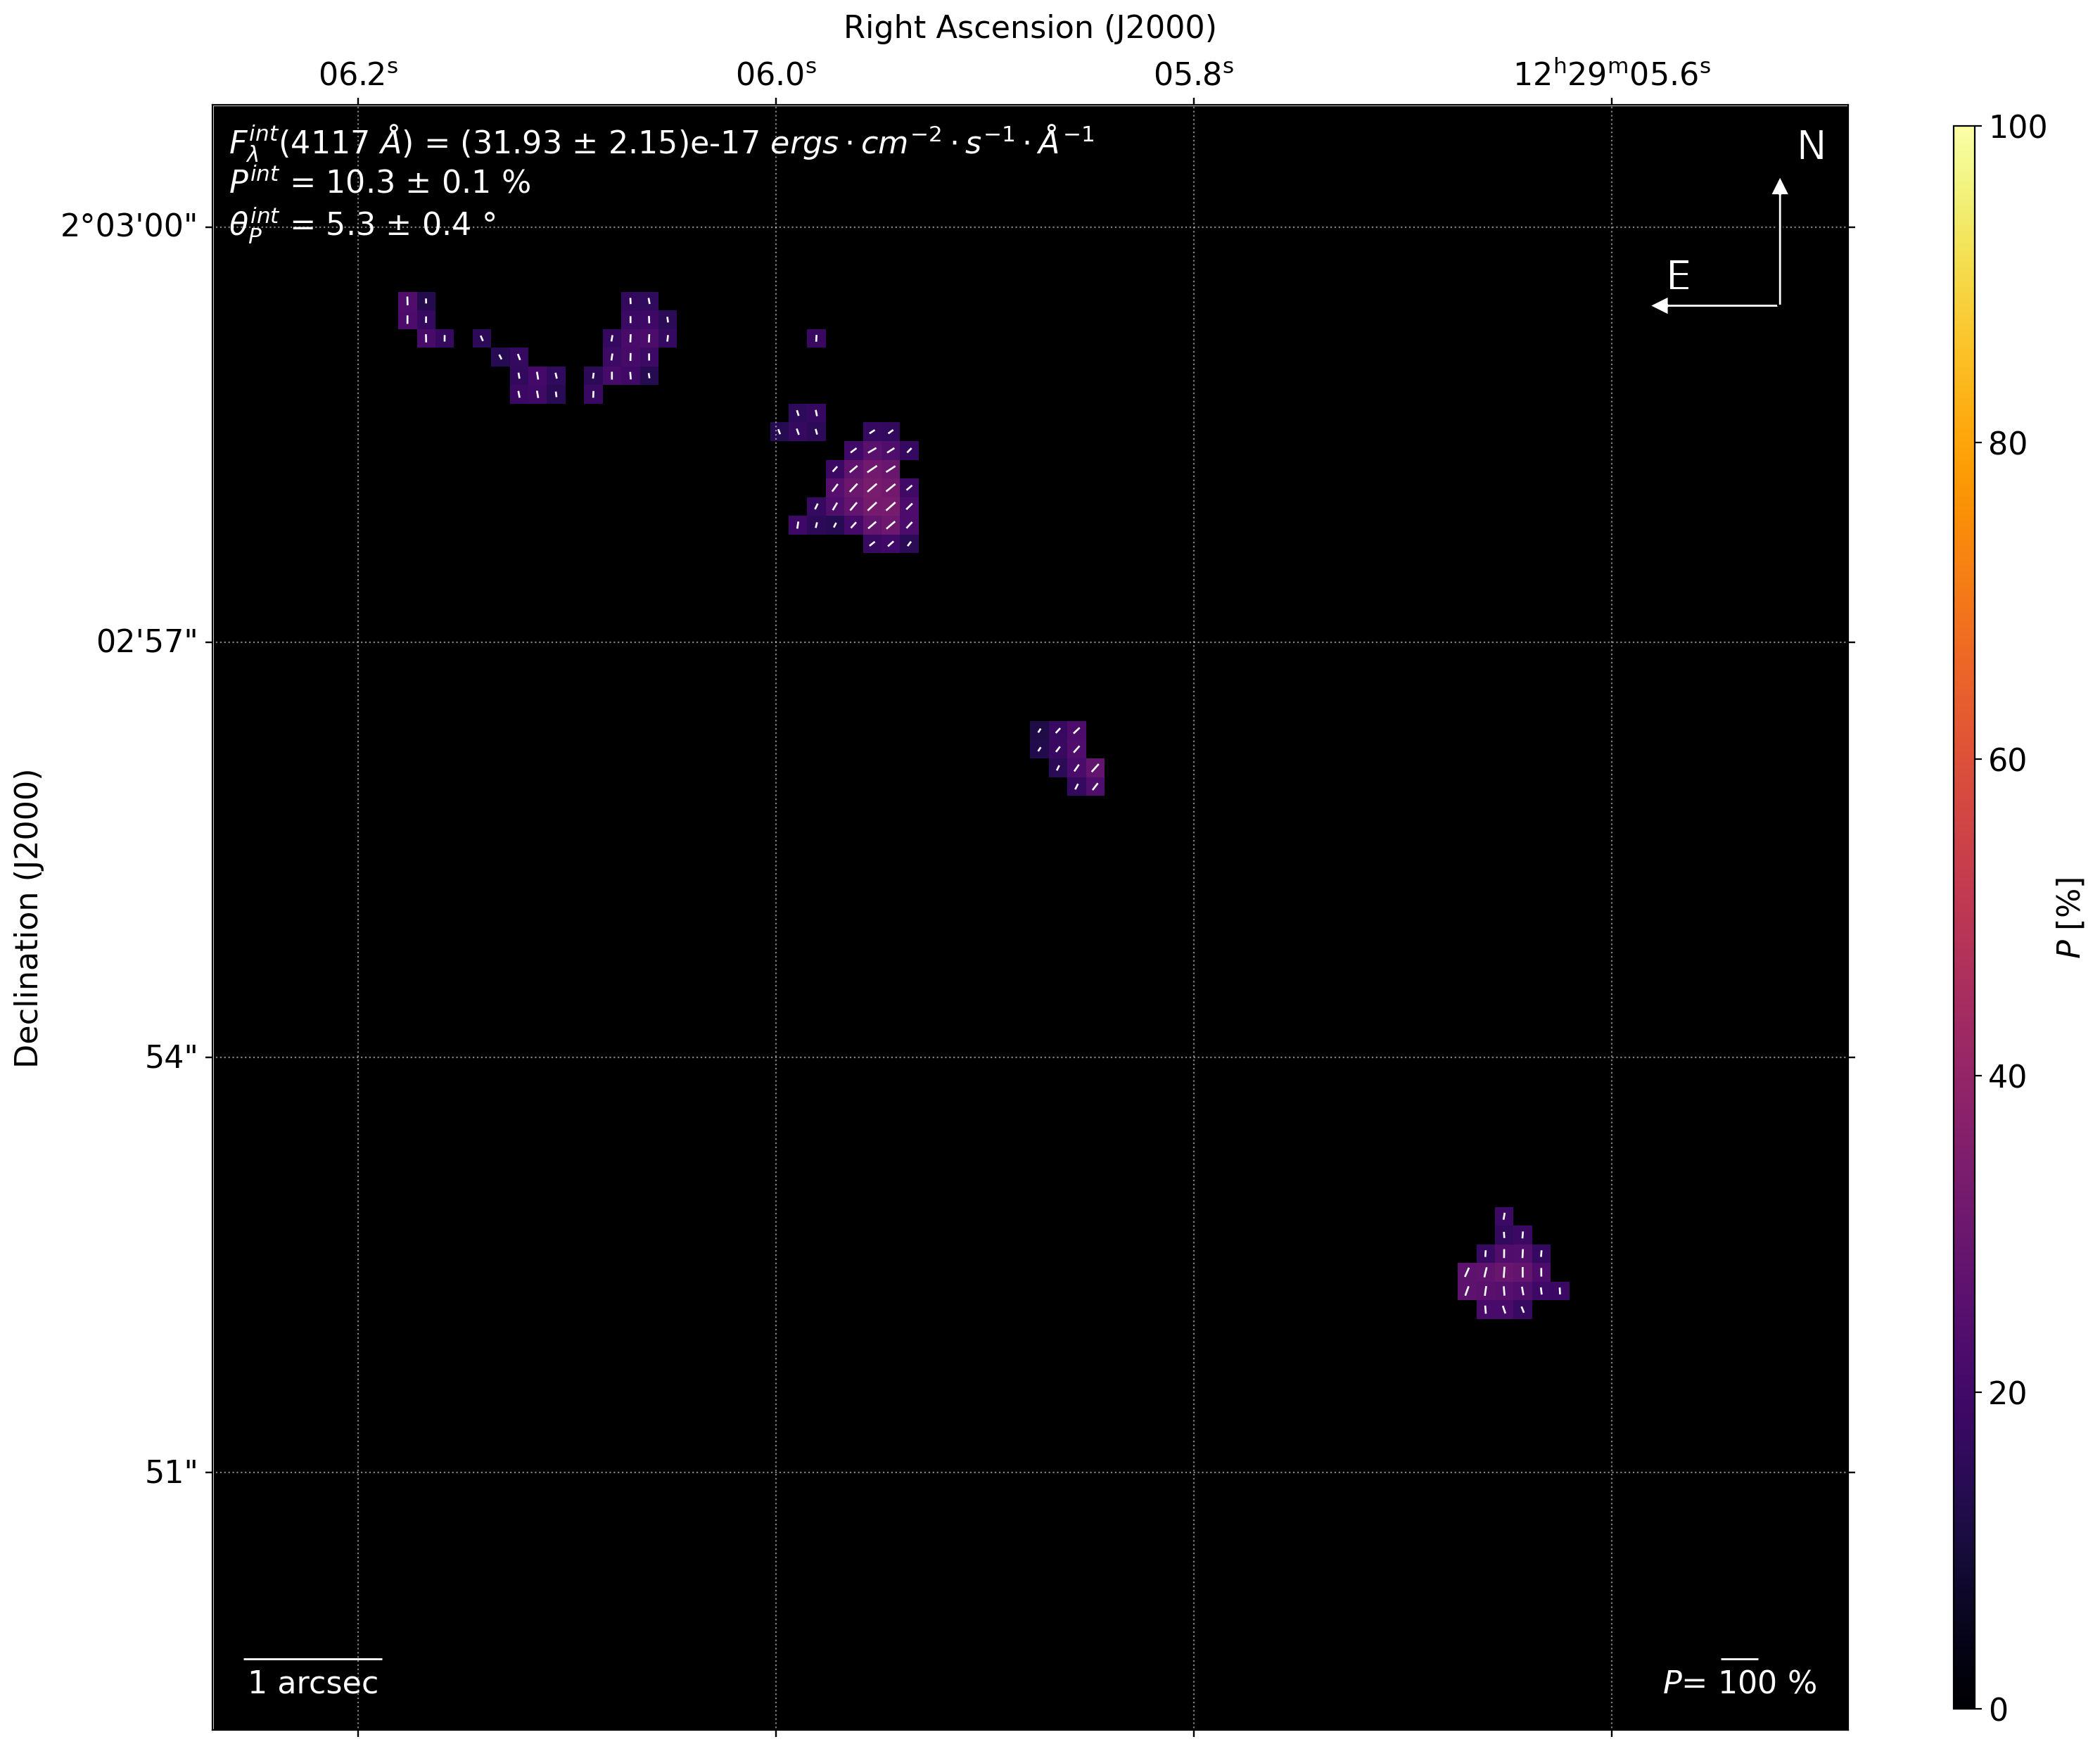 Right Ascension (J2000)
06.2ˢ 06.0ˢ 05.8ˢ 12ʰ29ᵐ05.6ˢ
F_λ^int(4117 Å) = (31.93 ± 2.15)e-17 ergs · cm⁻² · s⁻¹ · Å⁻¹
P^int = 10.3 ± 0.1 %
θ_P^int = 5.3 ± 0.4 °
N
E
2°03'00"
02'57"
54"
51"
Declination (J2000)
1 arcsec
P= 100 %
100
80
60
40
20
0
P [%]